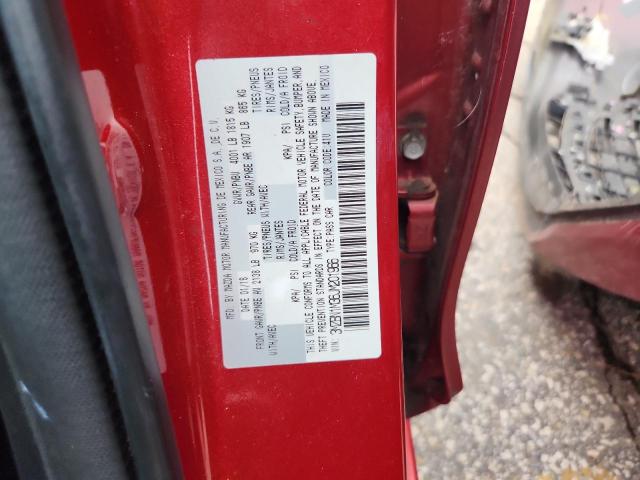 MFD BY MAZDA MOTOR MANUFACTURING DE MEXICO S.A. DE C.V.
DATE 01/18 GVWR/PNBV 4001 LB 1815 KG
FRONT GAWR/PNBE AV 2138 LB 970 KG REAR GAWR/PNBE AR 1907 LB 865 KG
WITH/AVEC TIRES/PNEUS WITH/AVEC TIRES/PNEUS
RIMS/JANTES RIMS/JANTES
KPA/ PSI COLD/A FROID KPA/ PSI COLD/A FROID
THIS VEHICLE CONFORMS TO ALL APPLICABLE FEDERAL MOTOR VEHICLE SAFETY, BUMPER, AND
THEFT PREVENTION STANDARDS IN EFFECT ON THE DATE OF MANUFACTURE SHOWN ABOVE.
VIN: 3MZBN1M36JM201966 TYPE: PASS CAR COLOR CODE: 41V MADE IN MEXICO